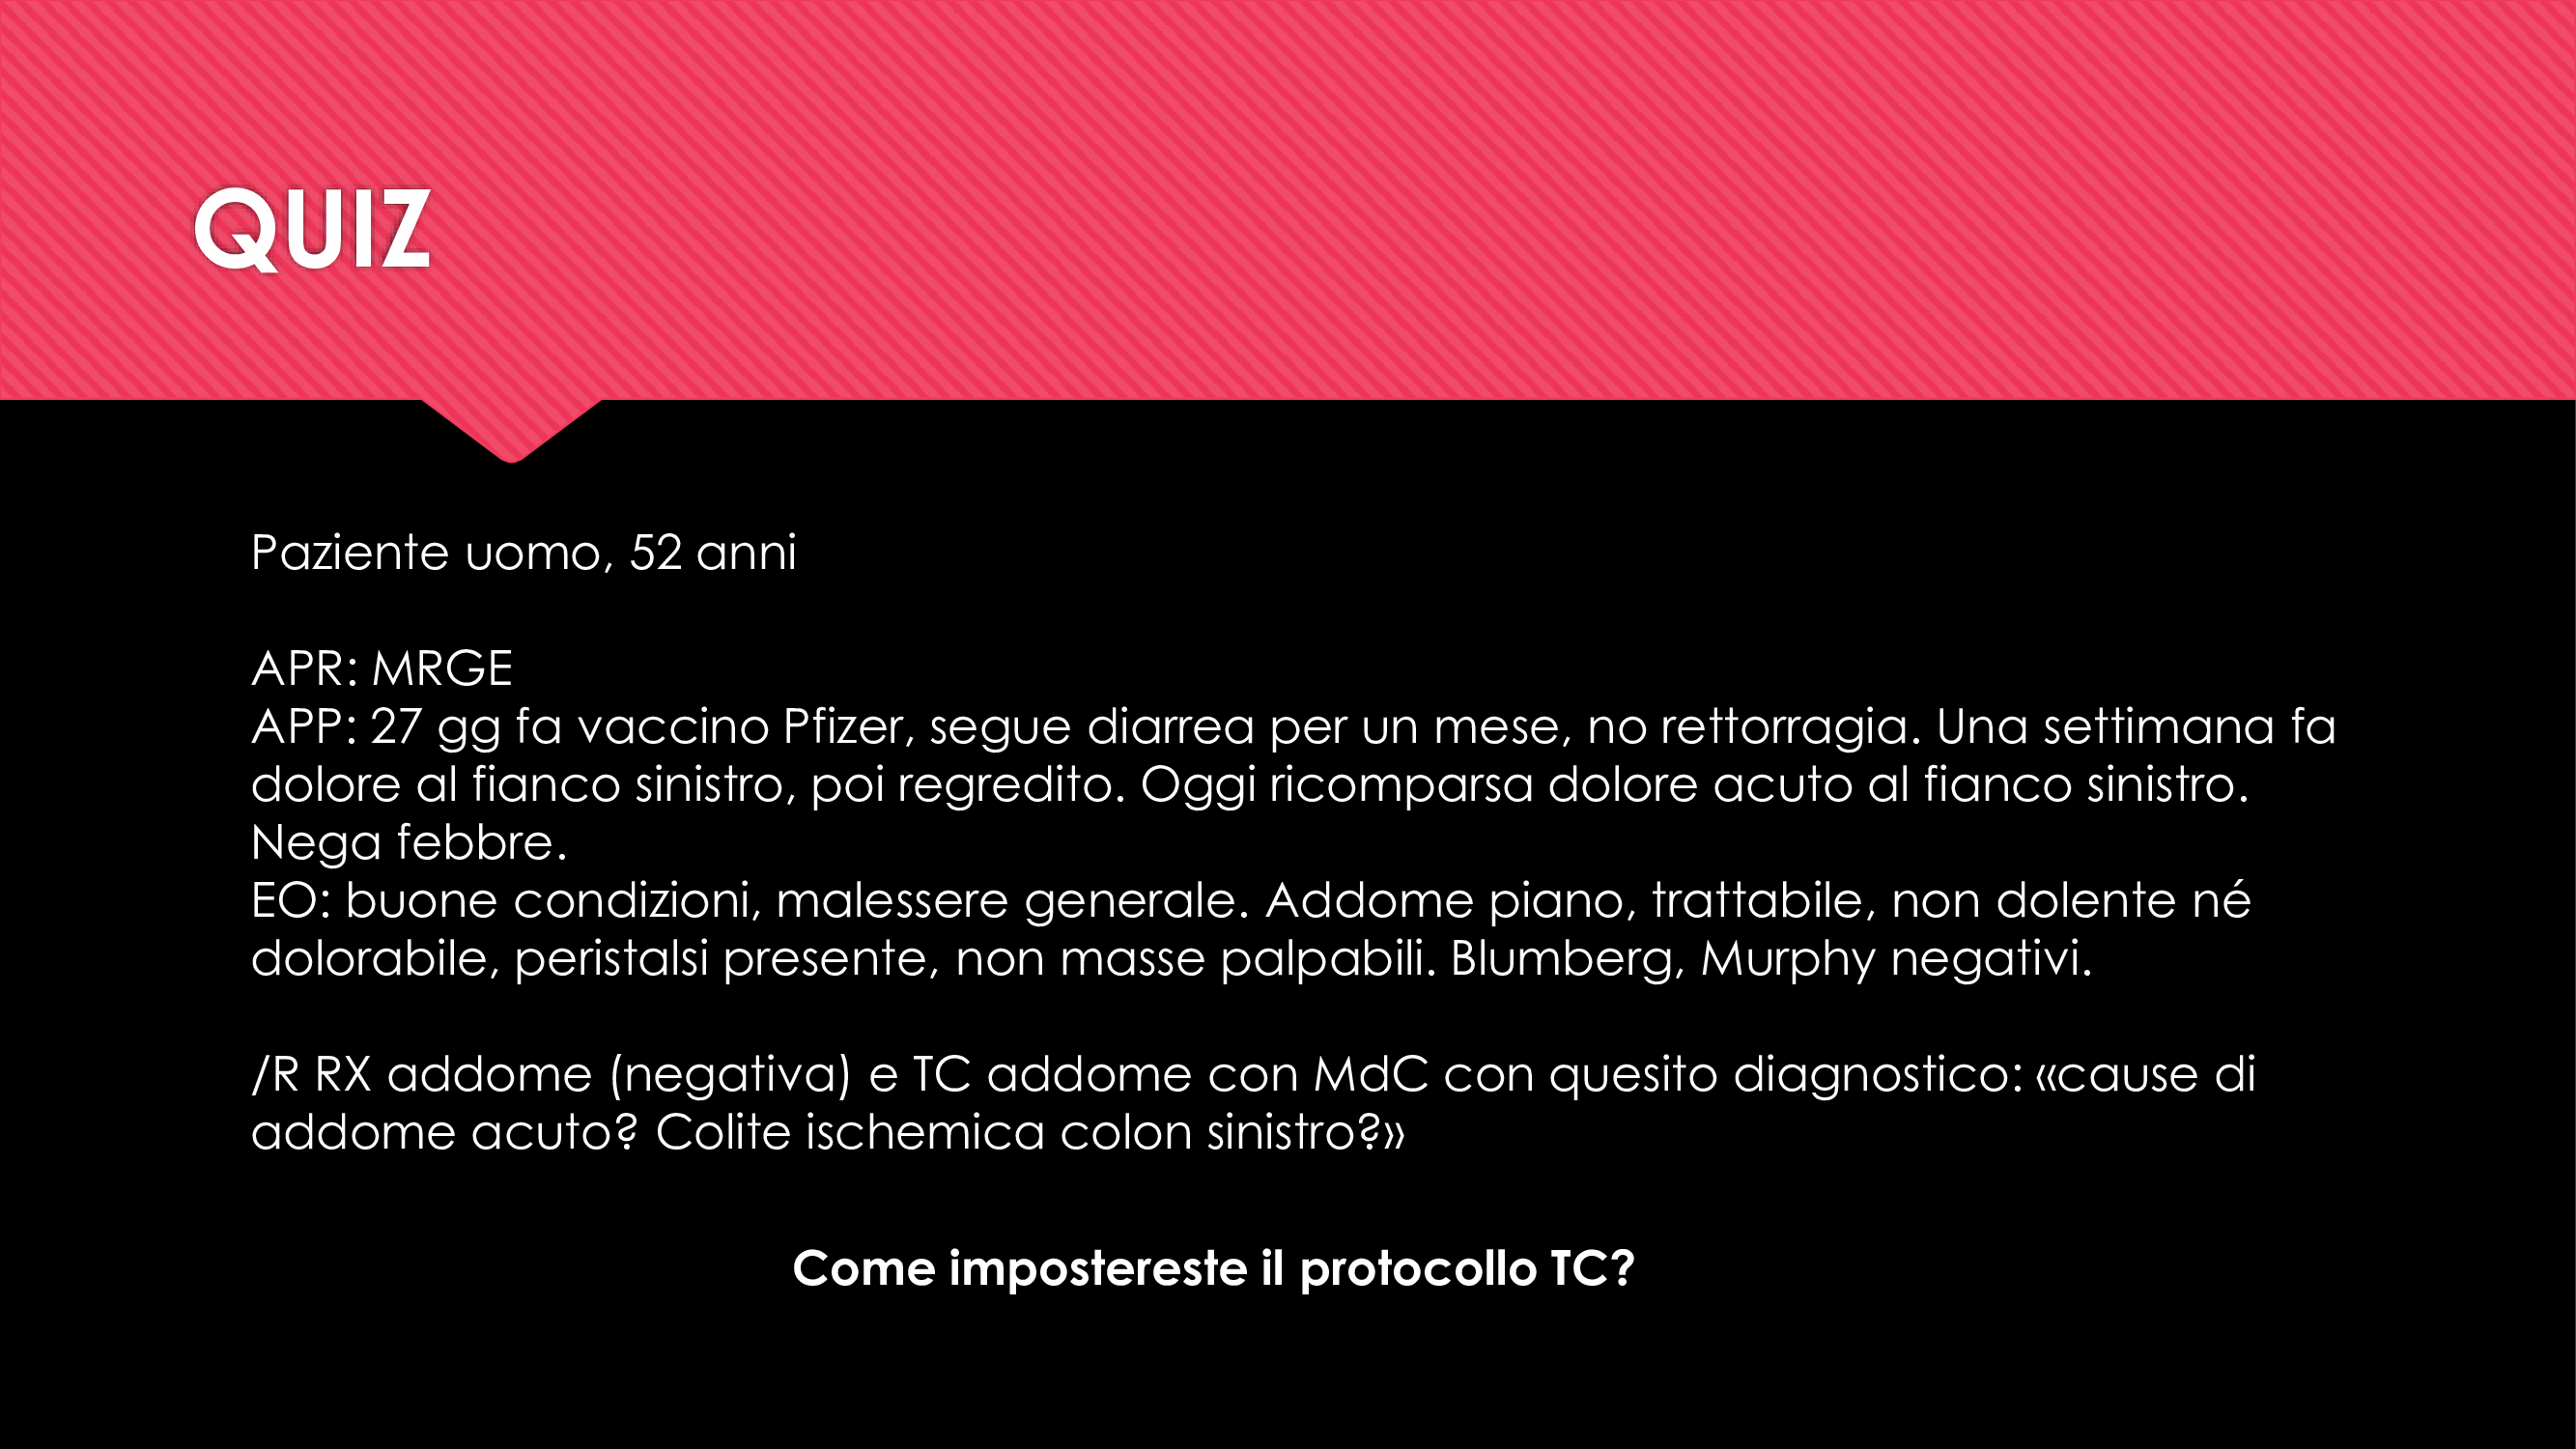 QUIZ
Paziente uomo, 52 anni
APR: MRGE
APP: 27 gg fa vaccino Pfizer, segue diarrea per un mese, no rettorragia. Una settimana fa
dolore al fianco sinistro, poi regredito. Oggi ricomparsa dolore acuto al fianco sinistro.
Nega febbre.
EO: buone condizioni, malessere generale. Addome piano, trattabile, non dolente né
dolorabile, peristalsi presente, non masse palpabili. Blumberg, Murphy negativi.
/R RX addome (negativa) e TC addome con MdC con quesito diagnostico: «cause di
addome acuto? Colite ischemica colon sinistro?»
Come impostereste il protocollo TC?